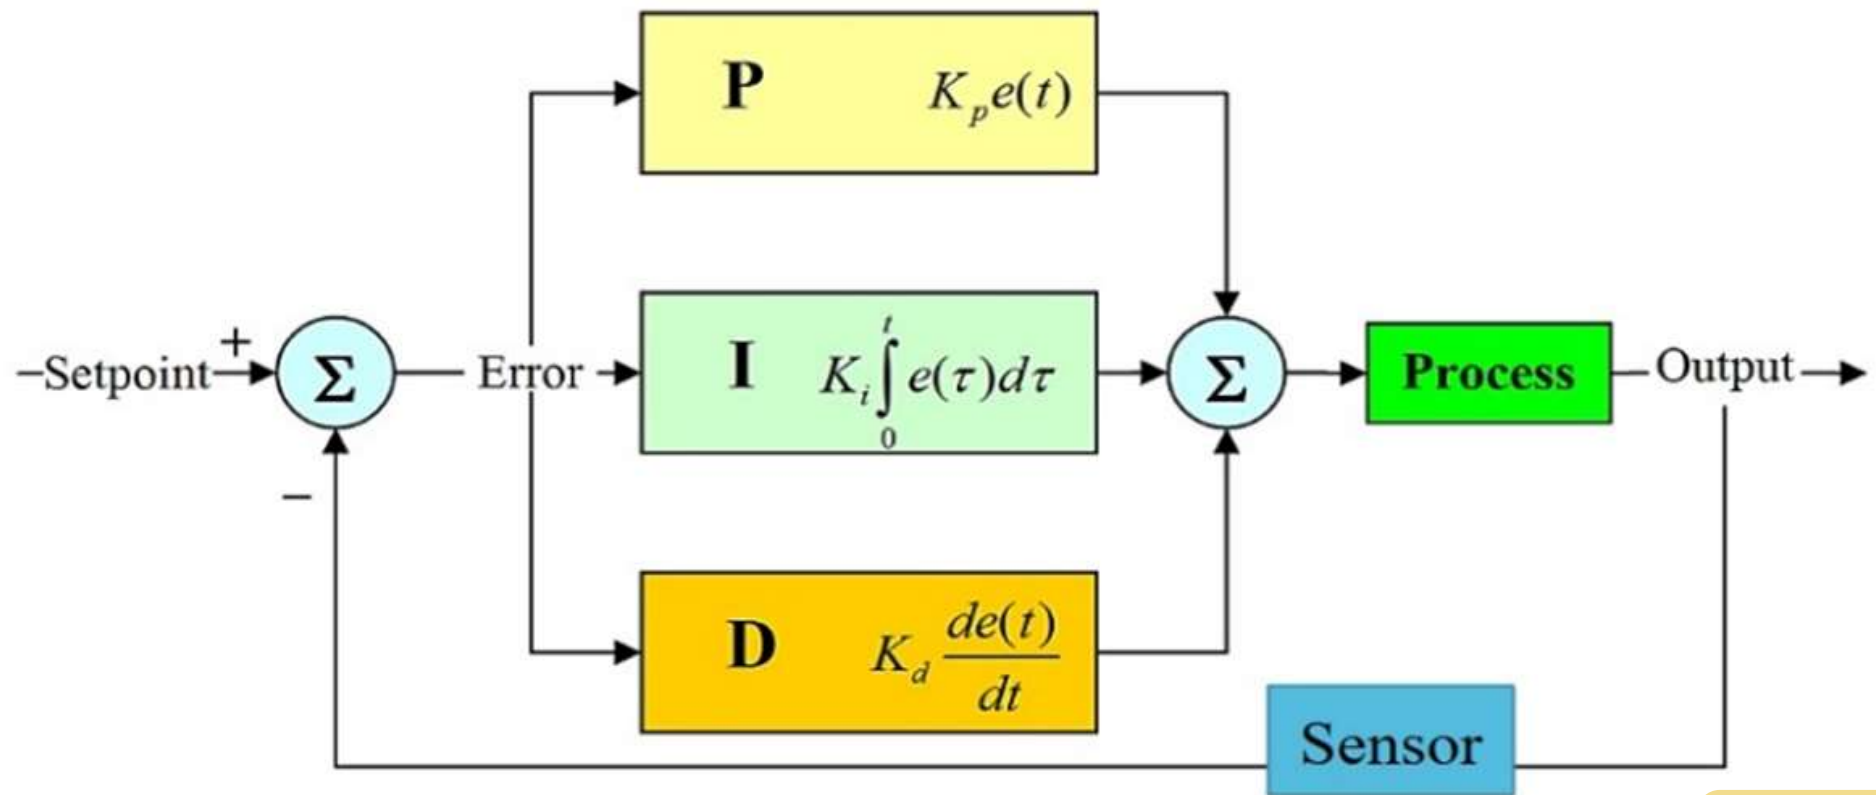 P K_p e(t)
+
–Setpoint
Σ
Error
I K_i ∫_0^t e(τ)dτ
Σ
Process
Output
–
D K_d de(t)/dt
Sensor